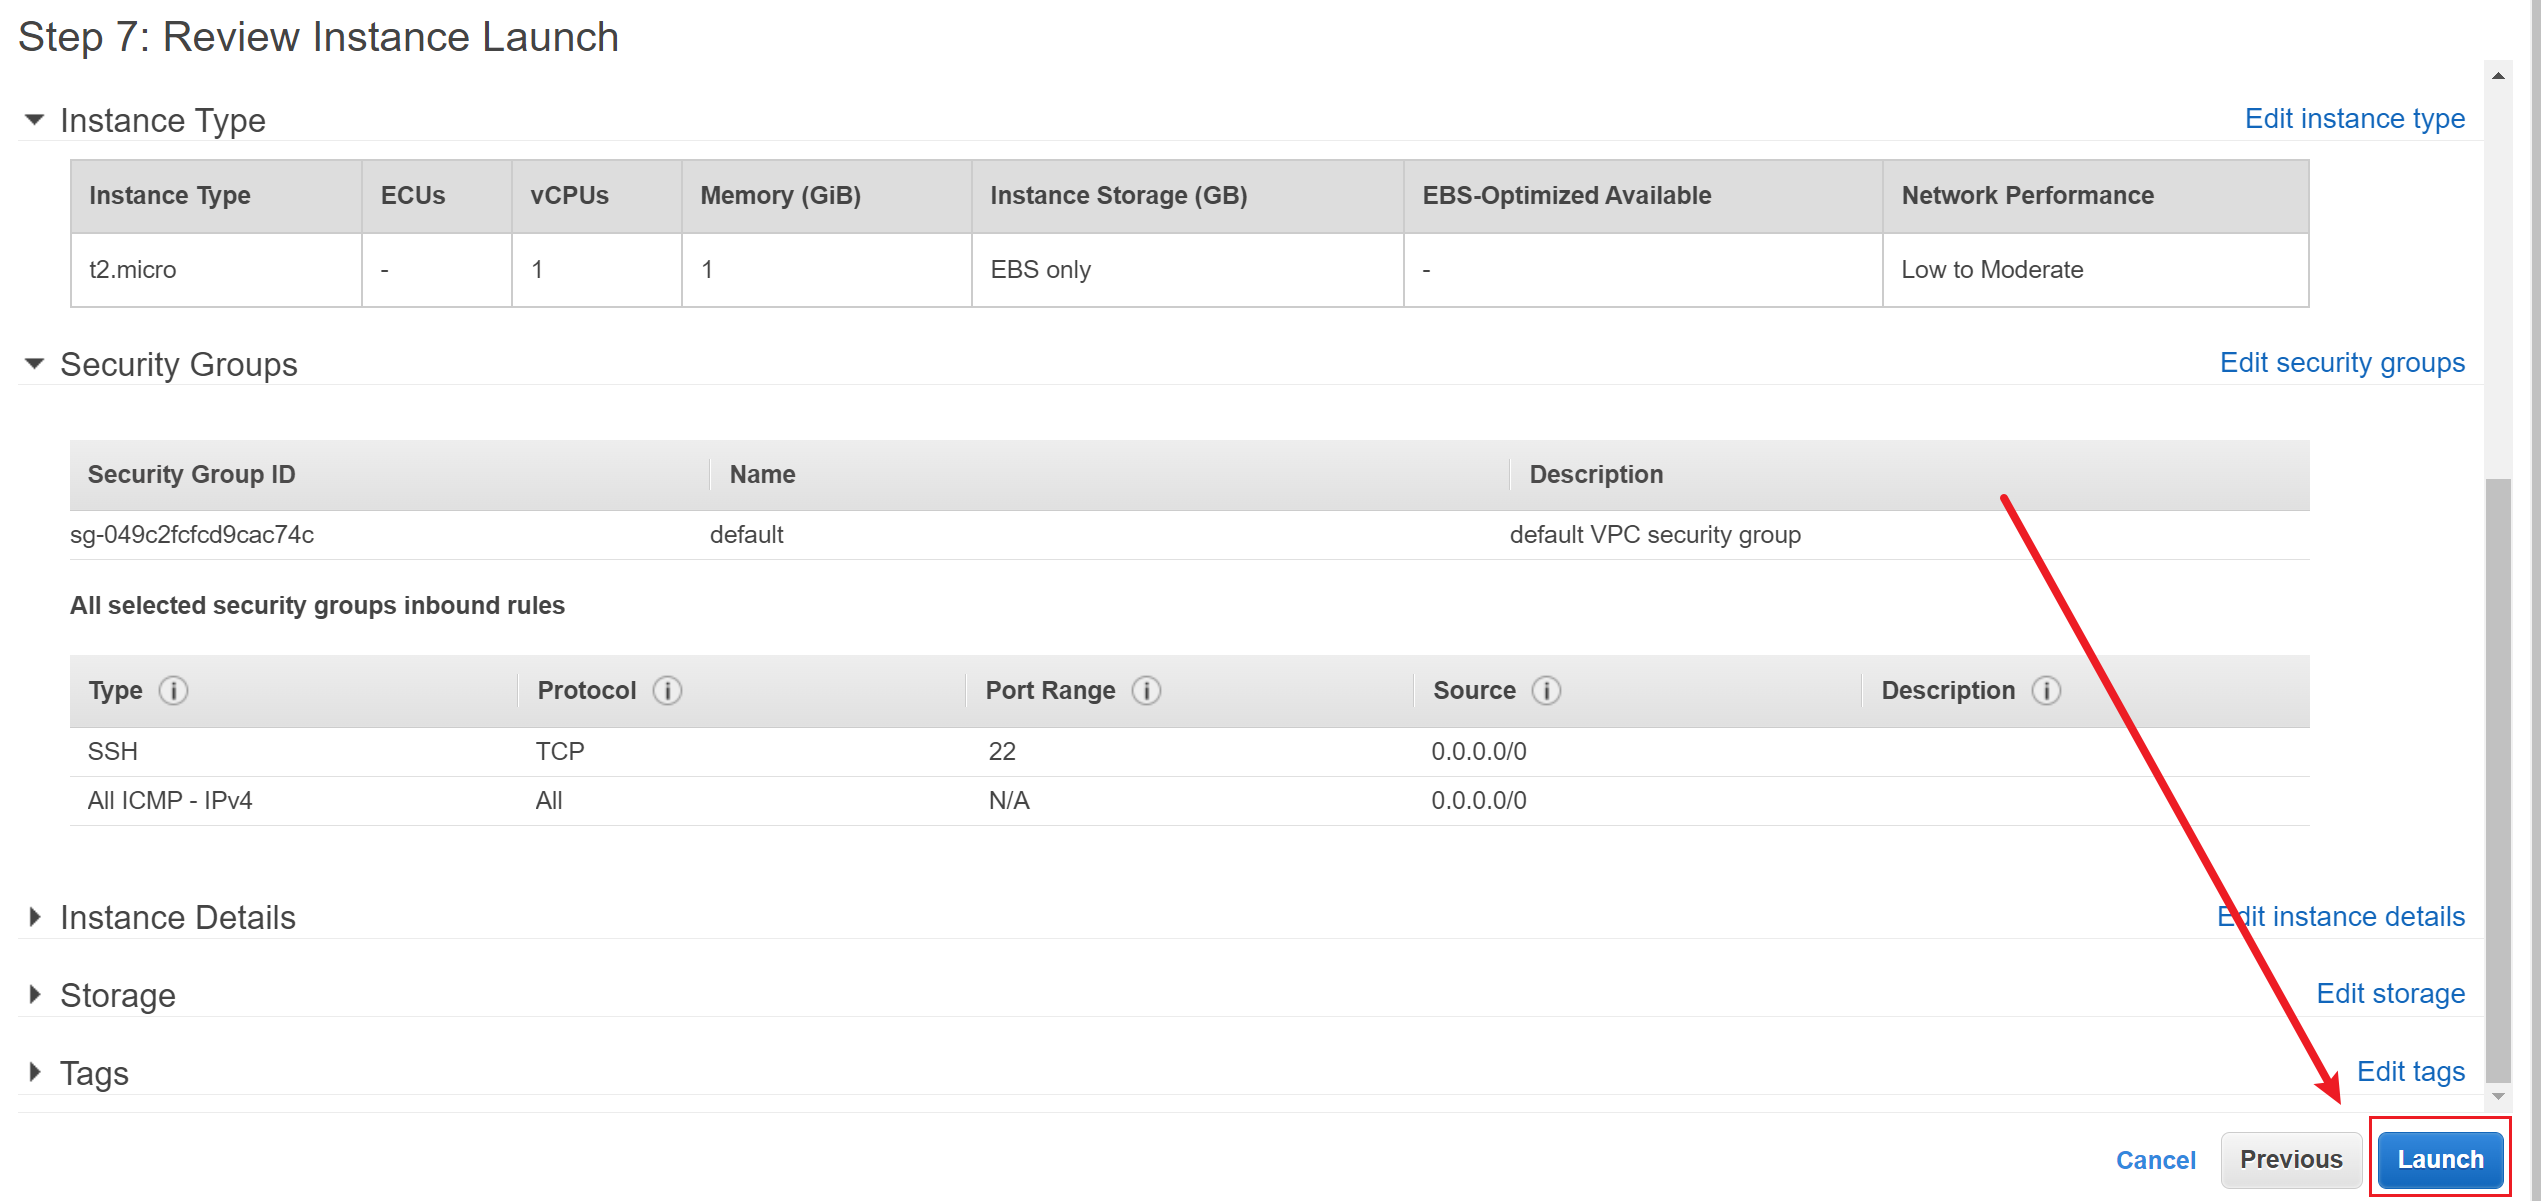 Step 7: Review Instance Launch
Instance Type
Edit instance type
Instance Type ECUs vCPUs Memory (GiB) Instance Storage (GB) EBS-Optimized Available Network Performance
t2.micro - 1 1 EBS only - Low to Moderate
Security Groups
Edit security groups
Security Group ID Name Description
sg-049c2fcfcd9cac74c default default VPC security group
All selected security groups inbound rules
Type Protocol Port Range Source Description
SSH TCP 22 0.0.0.0/0
All ICMP - IPv4 All N/A 0.0.0.0/0
Instance Details
Edit instance details
Storage
Edit storage
Tags
Edit tags
Cancel Previous Launch